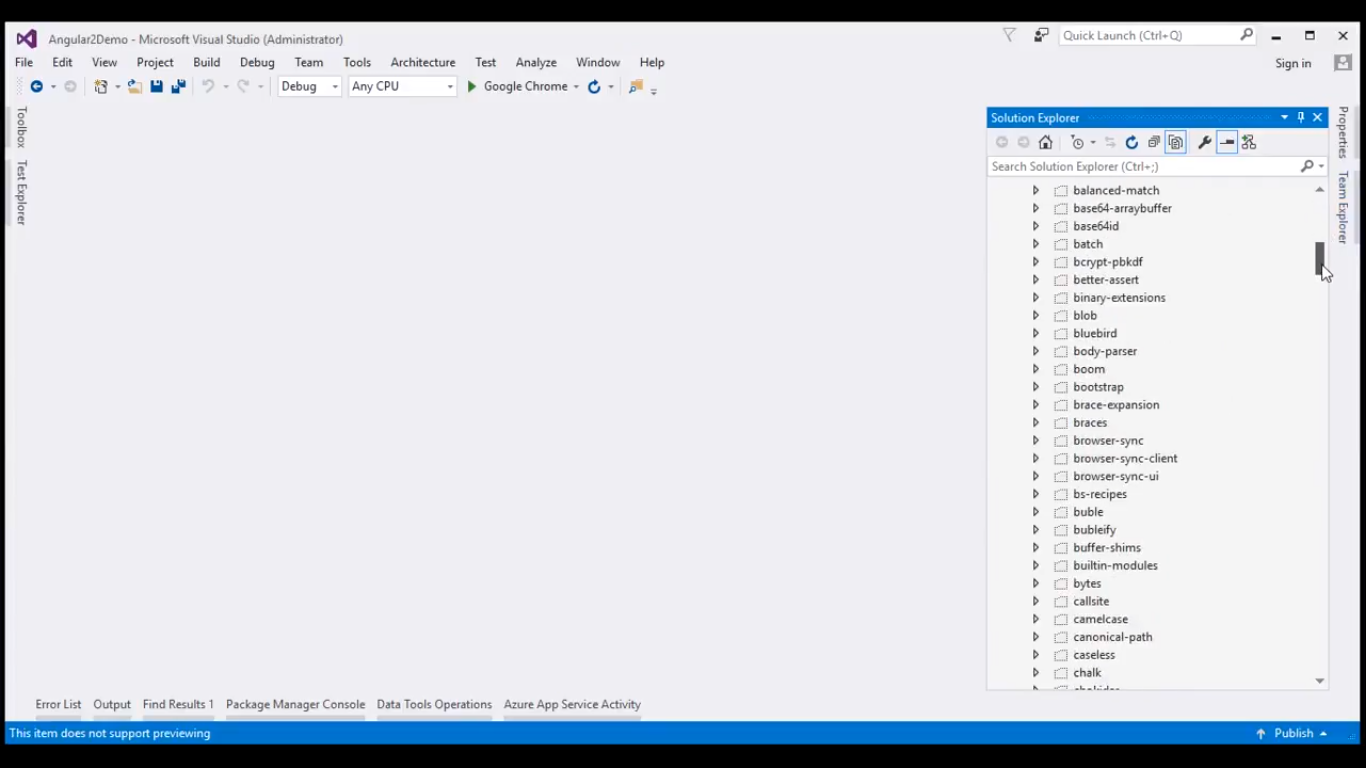 Angular2Demo - Microsoft Visual Studio (Administrator)
Quick Launch (Ctrl+Q)
File Edit View Project Build Debug Team Tools Architecture Test Analyze Window Help
Sign in
Debug Any CPU Google Chrome
Toolbox
Test Explorer
Solution Explorer
Search Solution Explorer (Ctrl+;)
balanced-match
base64-arraybuffer
base64id
batch
bcrypt-pbkdf
better-assert
binary-extensions
blob
bluebird
body-parser
boom
bootstrap
brace-expansion
braces
browser-sync
browser-sync-client
browser-sync-ui
bs-recipes
buble
bubleify
buffer-shims
builtin-modules
bytes
callsite
camelcase
canonical-path
caseless
chalk
Properties
Team Explorer
Error List Output Find Results 1 Package Manager Console Data Tools Operations Azure App Service Activity
This item does not support previewing
Publish